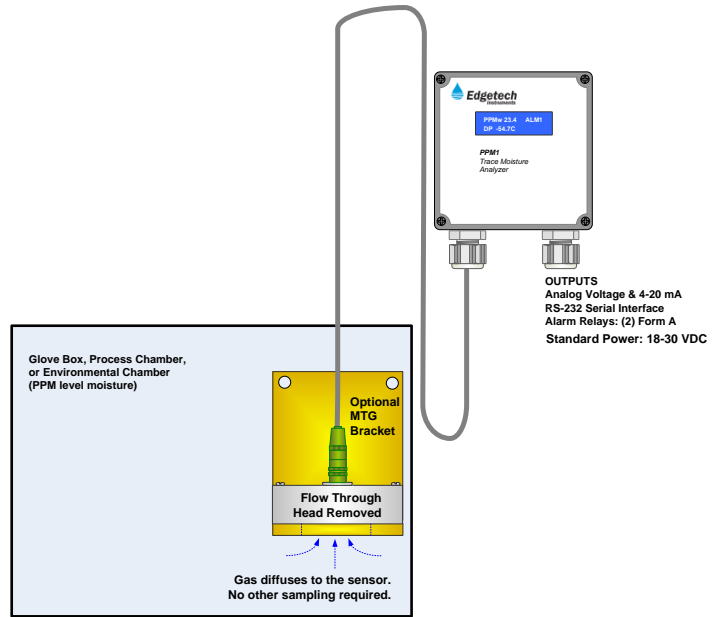 Edgetech
Instruments
PPMw 23.4 ALM1
DP -54.7C
PPM1
Trace Moisture
Analyzer
OUTPUTS
Analog Voltage & 4-20 mA
RS-232 Serial Interface
Alarm Relays: (2) Form A
Standard Power: 18-30 VDC
Glove Box, Process Chamber,
or Environmental Chamber
(PPM level moisture)
Optional
MTG
Bracket
Flow Through
Head Removed
Gas diffuses to the sensor.
No other sampling required.